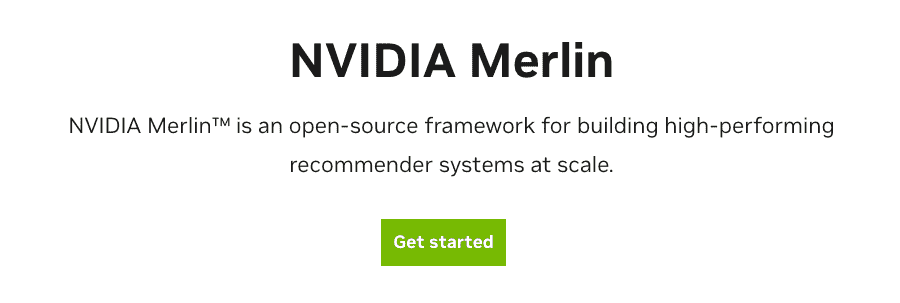 NVIDIA Merlin
NVIDIA Merlin™ is an open-source framework for building high-performing
recommender systems at scale.
Get started